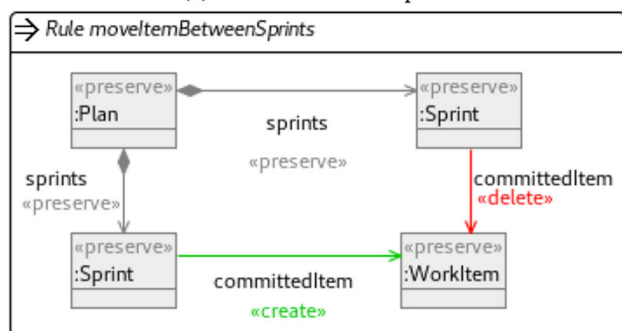 Rule moveItemBetweenSprints
«preserve»
:Plan
«preserve»
:Sprint
sprints
«preserve»
sprints
«preserve»
committedItem
«delete»
«preserve»
:Sprint
«preserve»
:WorkItem
committedItem
«create»